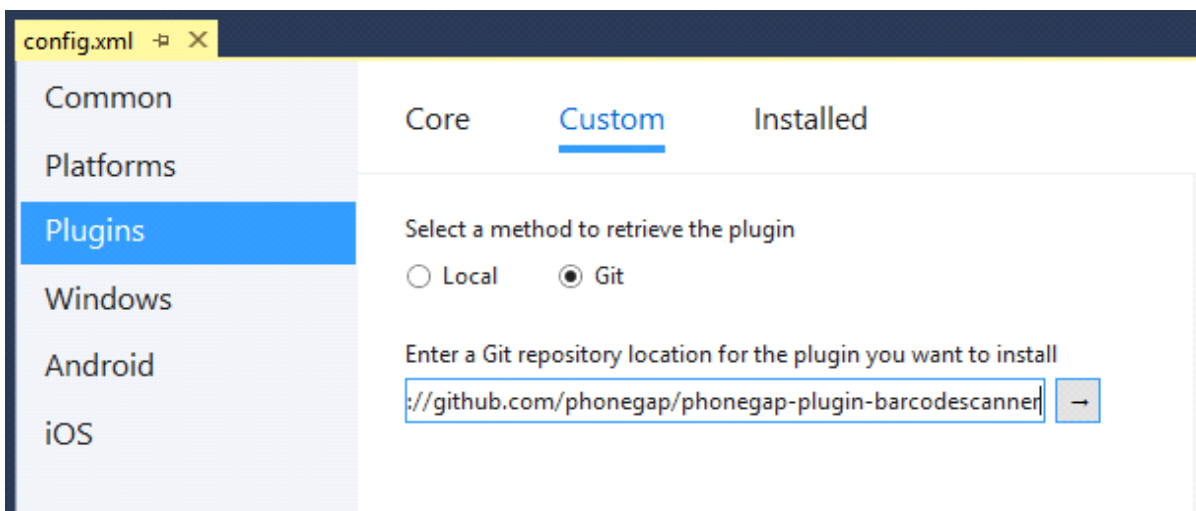 config.xml
Common
Platforms
Plugins
Windows
Android
iOS
Core Custom Installed
Select a method to retrieve the plugin
Local Git
Enter a Git repository location for the plugin you want to install
://github.com/phonegap/phonegap-plugin-barcodescanner →